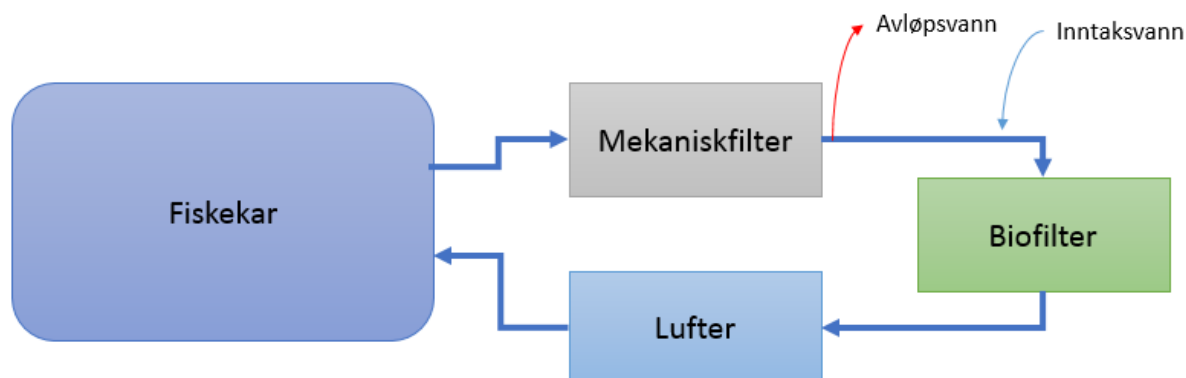 Avløpsvann
Inntaksvann
Mekaniskfilter
Fiskekar
Biofilter
Lufter